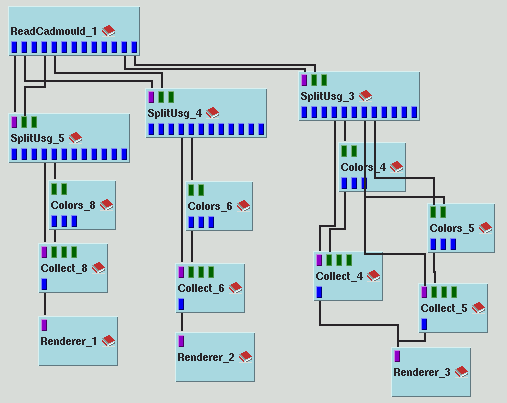 ReadCadmould_1
SplitUsg_3
SplitUsg_4
SplitUsg_5
Colors_4
Colors_8
Colors_6
Colors_5
Collect_8
Collect_6
Collect_4
Collect_5
Renderer_1
Renderer_2
Renderer_3